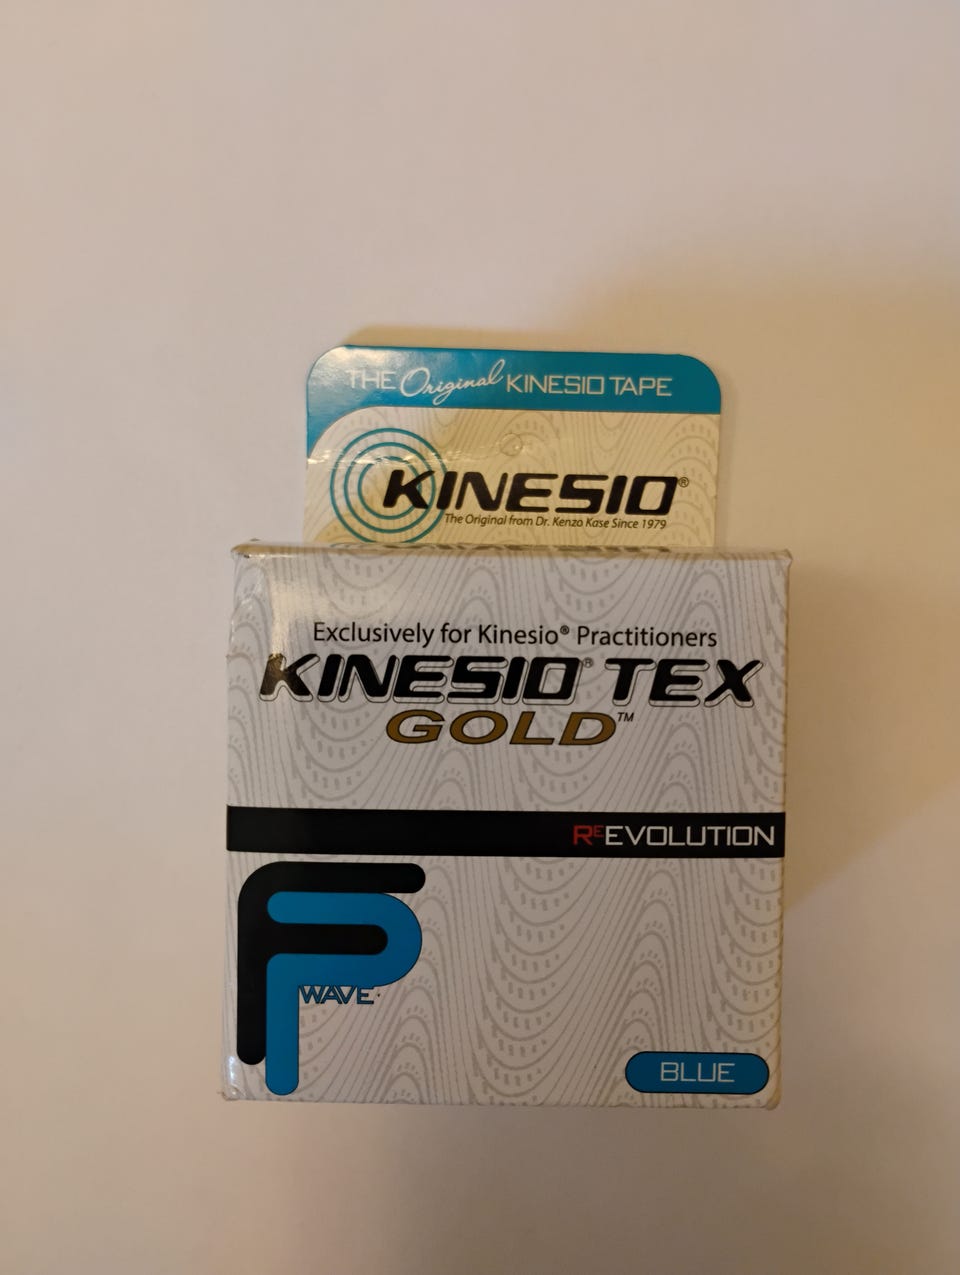 THE Original KINESIO TAPE
KINESIO®
The Original from Dr. Kenzo Kase Since 1979
Exclusively for Kinesio® Practitioners
KINESIO® TEX
GOLD™
REEVOLUTION
FP
WAVE
BLUE